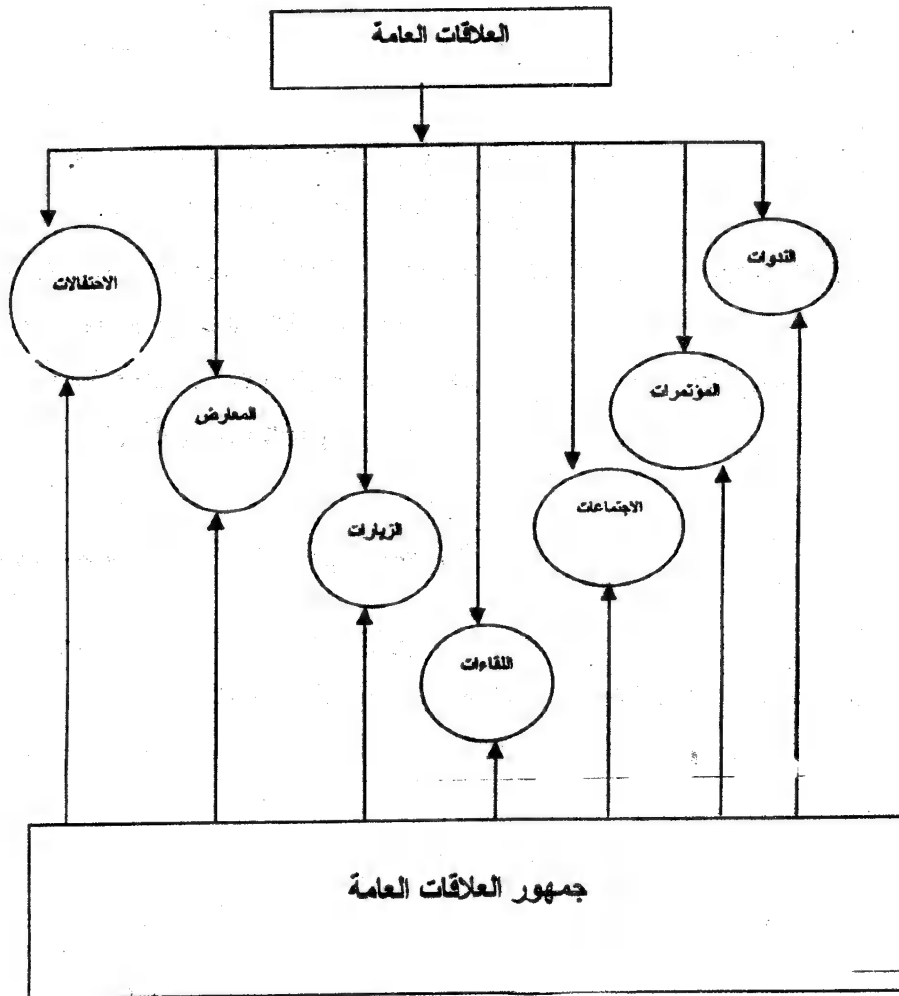 العلاقات العامة
الندوات
الاحتفالات
المؤتمرات
المعارض
الاجتماعات
الزيارات
اللقاءات
جمهور العلاقات العامة